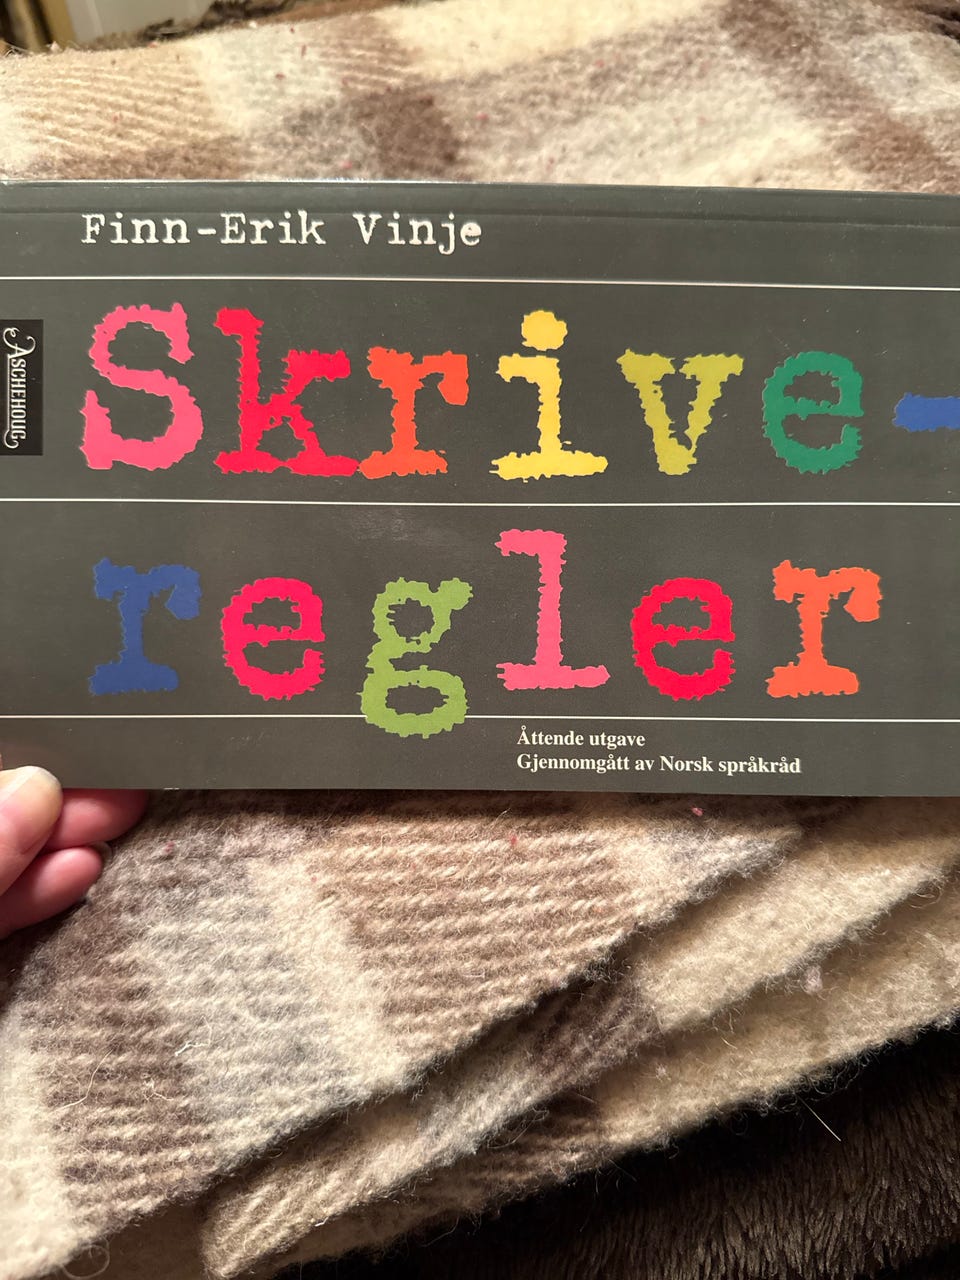 Finn-Erik Vinje
ASCHEHOUG
Skrive-
regler
Åttende utgave
Gjennomgått av Norsk språkråd